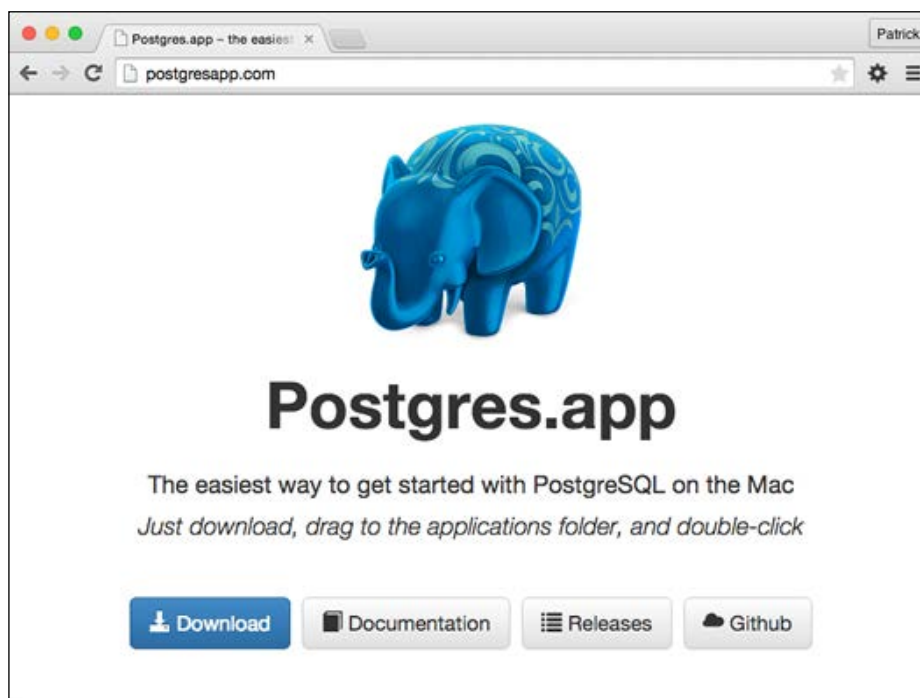 Postgres.app – the easiest
Patrick
postgresapp.com
Postgres.app
The easiest way to get started with PostgreSQL on the Mac
Just download, drag to the applications folder, and double-click
Download Documentation Releases Github